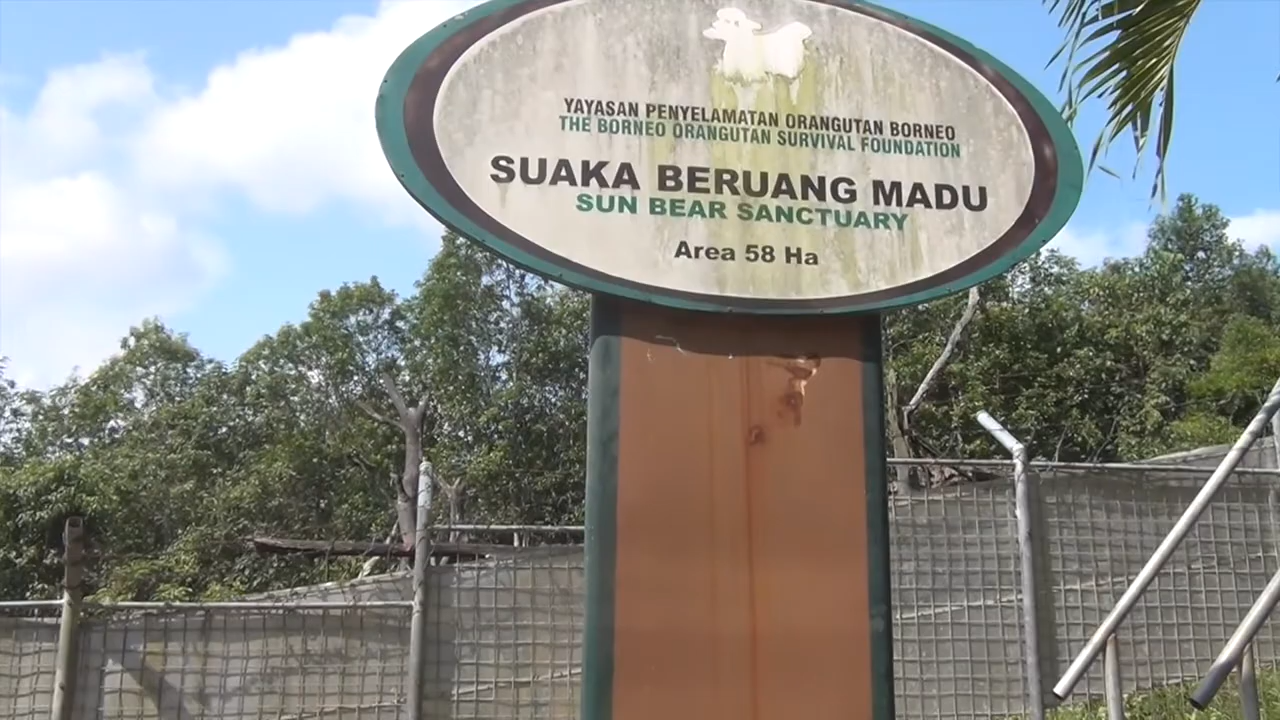 YAYASAN PENYELAMATAN ORANGUTAN BORNEO
THE BORNEO ORANGUTAN SURVIVAL FOUNDATION
SUAKA BERUANG MADU
SUN BEAR SANCTUARY
Area 58 Ha